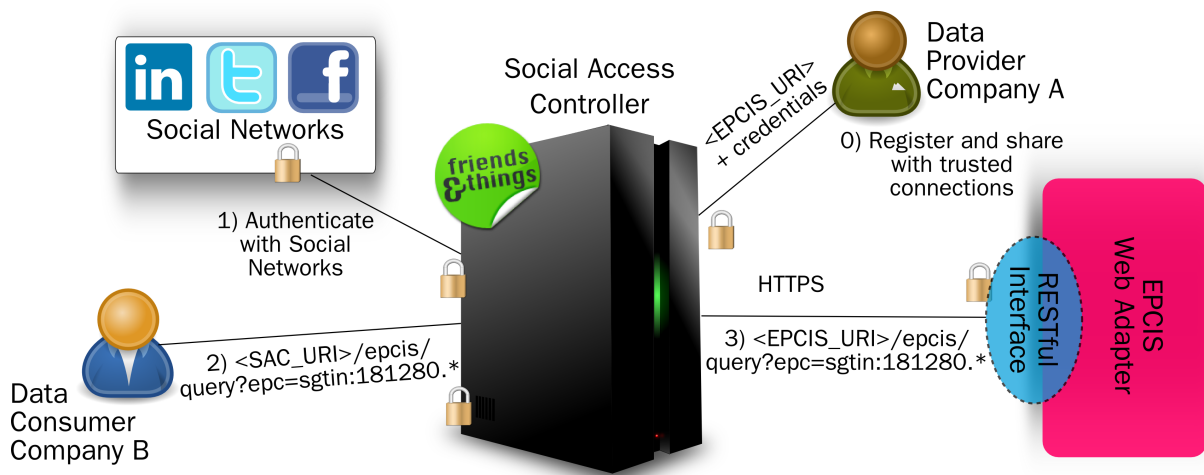 in
t
f
Social Networks
Social Access
Controller
friends
&things
<EPCIS_URI>
+ credentials
Data
Provider
Company A
0) Register and share
with trusted
connections
1) Authenticate
with Social
Networks
HTTPS
2) <SAC_URI>/epcis/
query?epc=sgtin:181280.*
3) <EPCIS_URI>/epcis/
query?epc=sgtin:181280.*
RESTful
Interface
EPCIS
Web Adapter
Data
Consumer
Company B